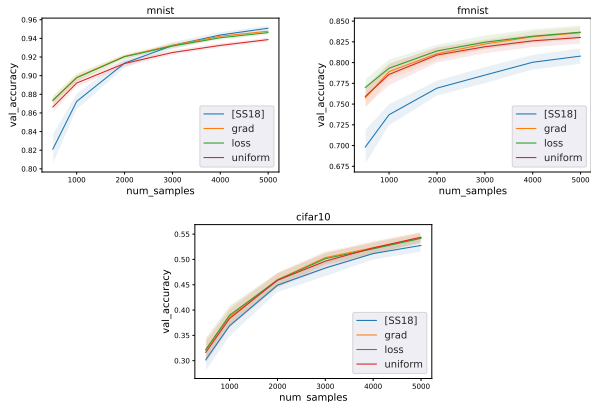 mnist
0.96
0.94
0.92
0.90
0.88
0.86
0.84
0.82
0.80
val_accuracy
[SS18]
grad
loss
uniform
1000 2000 3000 4000 5000
num_samples
fmnist
0.850
0.825
0.800
0.775
0.750
0.725
0.700
0.675
val_accuracy
[SS18]
grad
loss
uniform
1000 2000 3000 4000 5000
num_samples
cifar10
0.55
0.50
0.45
0.40
0.35
0.30
val_accuracy
[SS18]
grad
loss
uniform
1000 2000 3000 4000 5000
num_samples